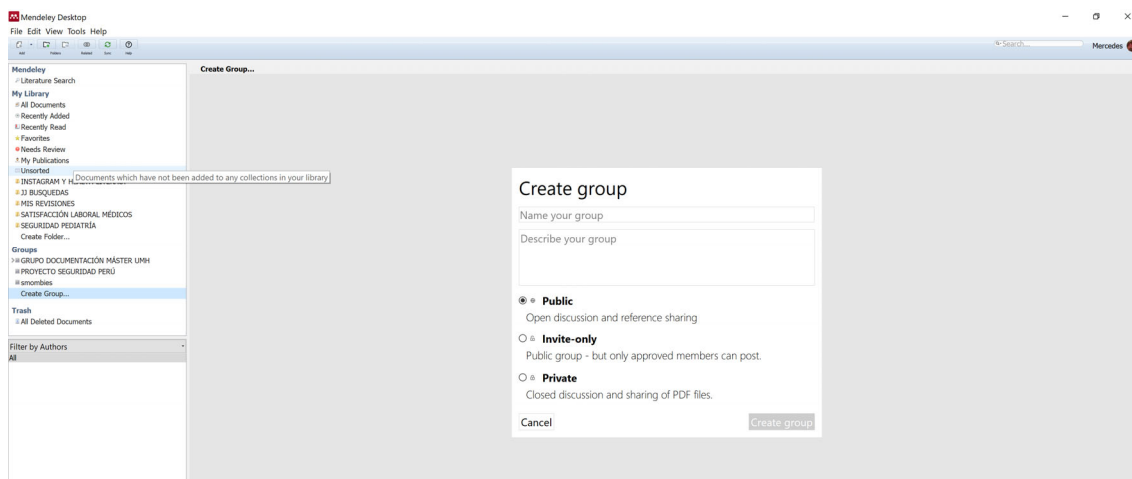 Mendeley Desktop
File Edit View Tools Help
Add Folders Related Sync Help
Search...
Mercedes
Mendeley
Literature Search
My Library
All Documents
Recently Added
Recently Read
Favorites
Needs Review
My Publications
Unsorted
Documents which have not been added to any collections in your library
INSTAGRAM Y
JJ BUSQUEDAS
MIS REVISIONES
SATISFACCIÓN LABORAL MÉDICOS
SEGURIDAD PEDIATRÍA
Create Folder...
Groups
GRUPO DOCUMENTACIÓN MÁSTER UMH
PROYECTO SEGURIDAD PERÚ
smombies
Create Group...
Trash
All Deleted Documents
Filter by Authors
All
Create Group...
Create group
Name your group
Describe your group
Public
Open discussion and reference sharing
Invite-only
Public group - but only approved members can post.
Private
Closed discussion and sharing of PDF files.
Cancel
Create group